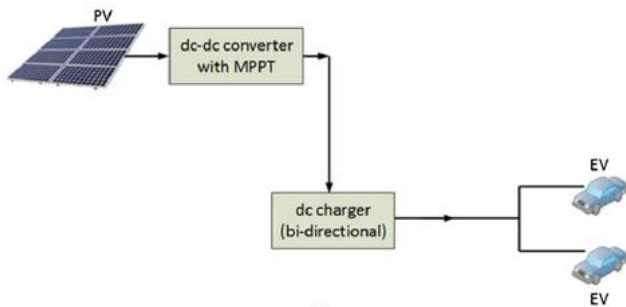 PV
dc-dc converter
with MPPT
dc charger
(bi-directional)
EV
EV